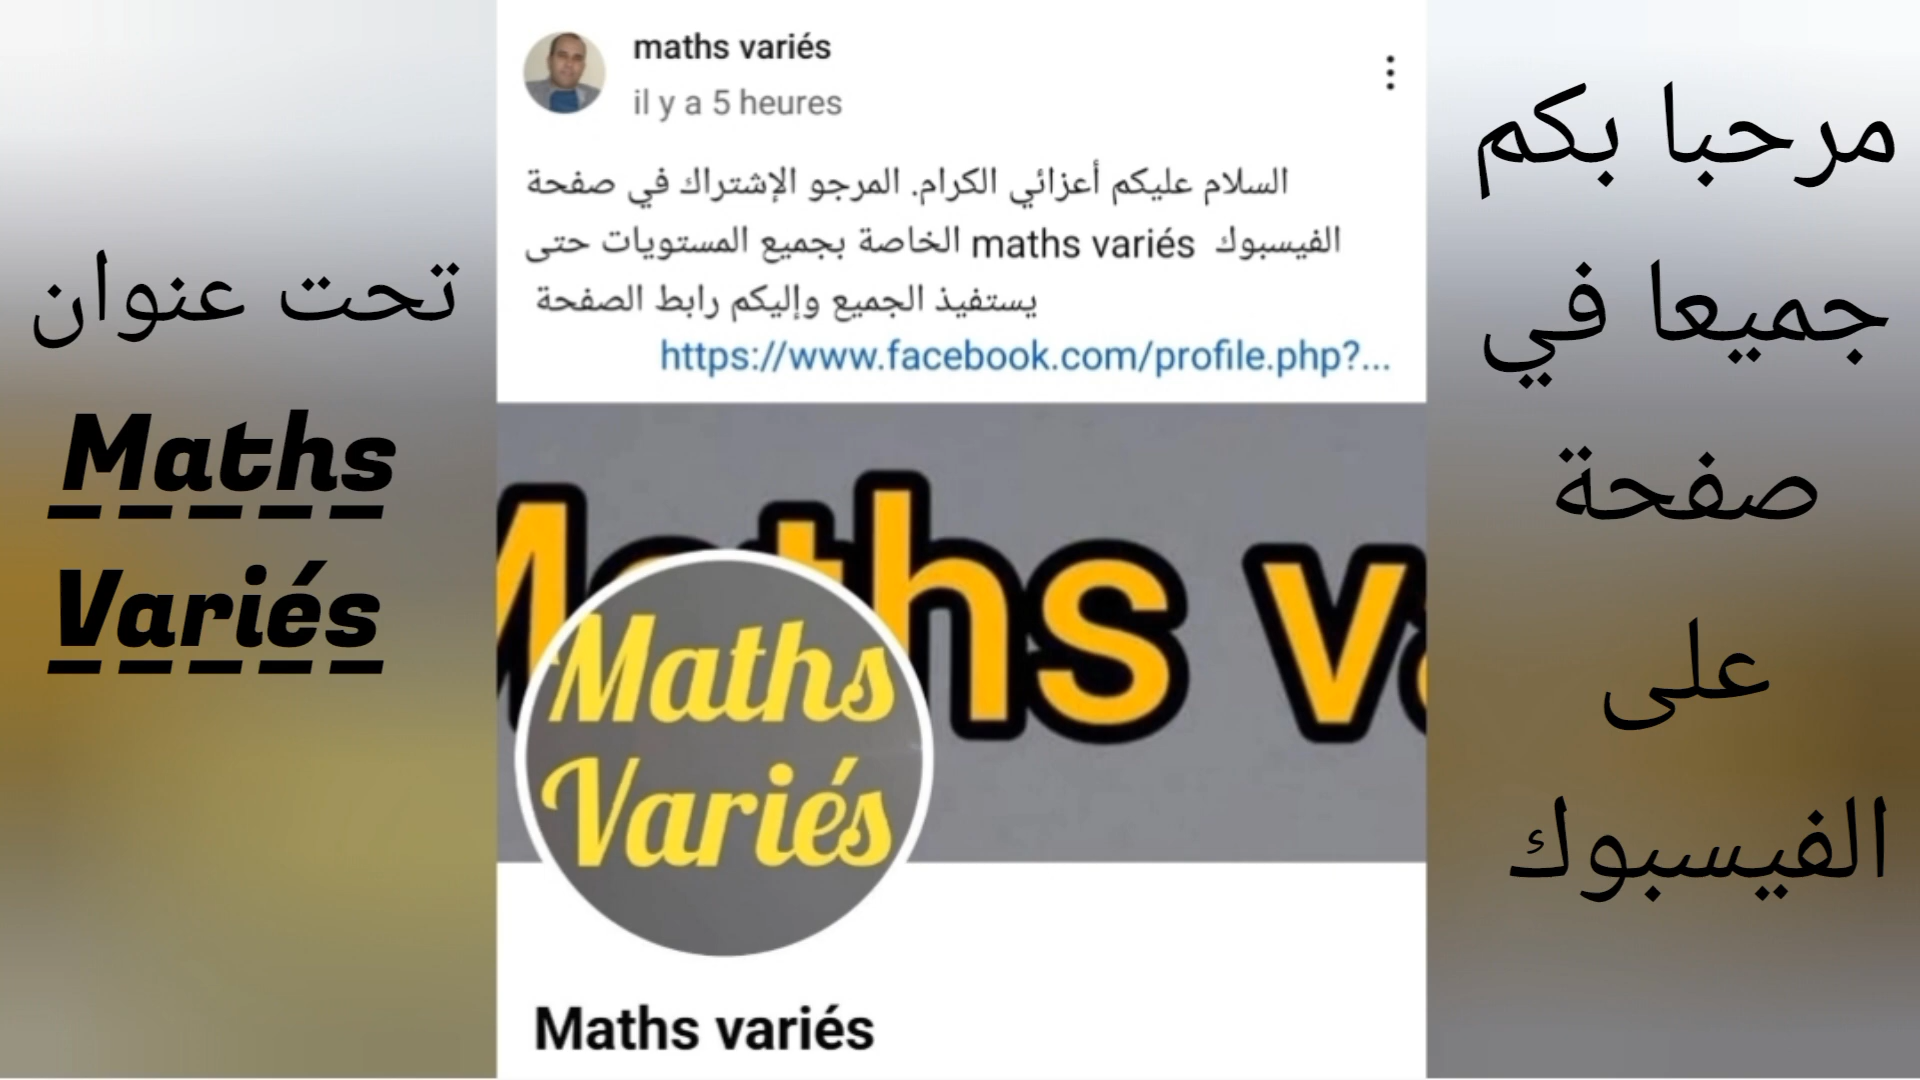 مرحبا بكم
جميعا في
صفحة
على
الفيسبوك
تحت عنوان
Maths
Variés
maths variés
il y a 5 heures
السلام عليكم أعزائي الكرام. المرجو الإشتراك في صفحة
الفيسبوك maths variés الخاصة بجميع المستويات حتى
يستفيذ الجميع وإليكم رابط الصفحة
https://www.facebook.com/profile.php?...
Maths v
Maths
Variés
Maths variés